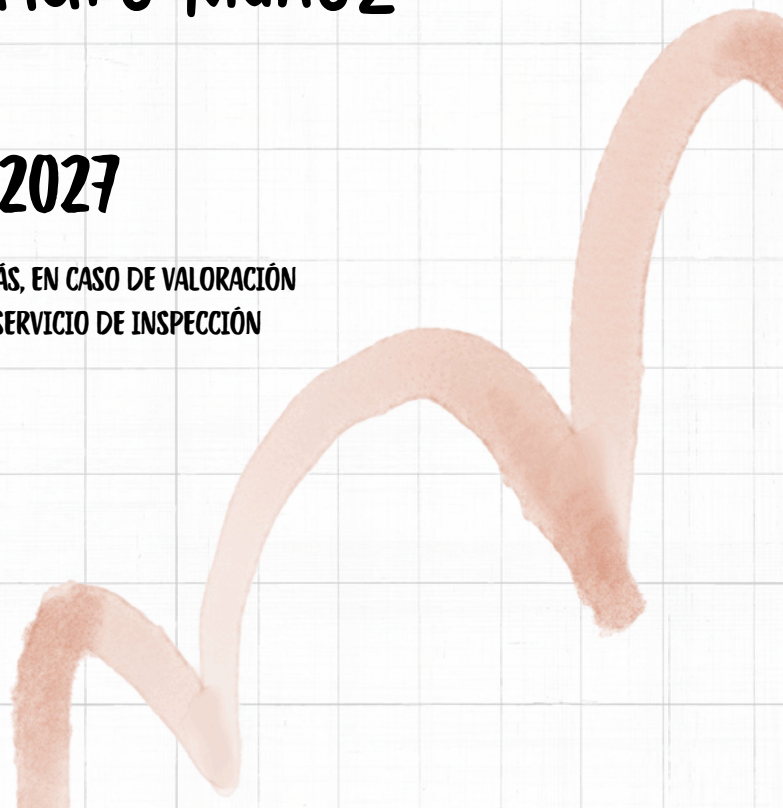 2027
ÁS, EN CASO DE VALORACIÓN
SERVICIO DE INSPECCIÓN